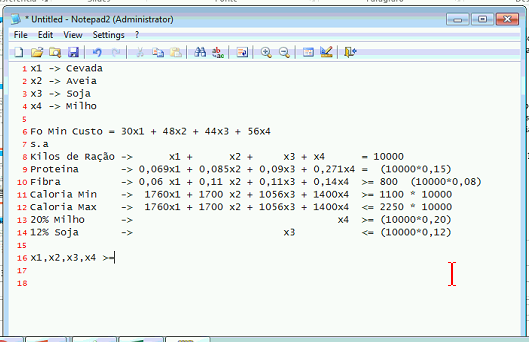 * Untitled - Notepad2 (Administrator)
File Edit View Settings ?
1 x1 -> Cevada
2 x2 -> Aveia
3 x3 -> Soja
4 x4 -> Milho
5
6 Fo Min Custo = 30x1 + 48x2 + 44x3 + 56x4
7 s.a
8 Kilos de Ração -> x1 + x2 + x3 + x4 = 10000
9 Proteina -> 0,069x1 + 0,085x2 + 0,09x3 + 0,271x4 = (10000*0,15)
10 Fibra -> 0,06 x1 + 0,11 x2 + 0,11x3 + 0,14x4 >= 800 (10000*0,08)
11 Caloria Min -> 1760x1 + 1700 x2 + 1056x3 + 1400x4 >= 1100 * 10000
12 Caloria Max -> 1760x1 + 1700 x2 + 1056x3 + 1400x4 <= 2250 * 10000
13 20% Milho -> x4 >= (10000*0,20)
14 12% Soja -> x3 <= (10000*0,12)
15
16 x1,x2,x3,x4 >=
17
18